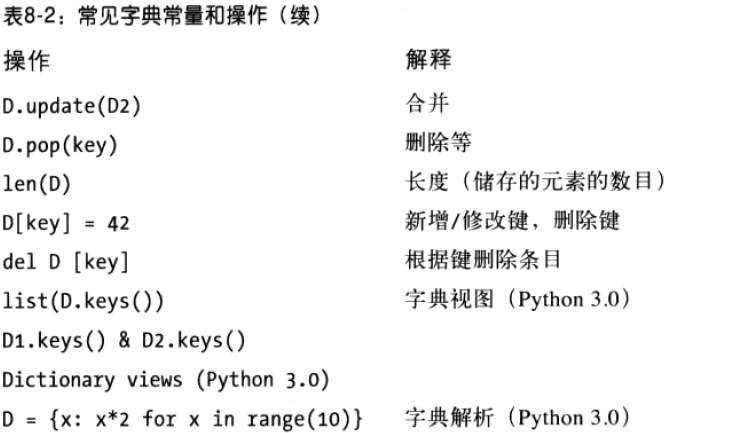 表8-2：常见字典常量和操作（续）
操作 解释
D.update(D2) 合并
D.pop(key) 删除等
len(D) 长度（储存的元素的数目）
D[key] = 42 新增/修改键，删除键
del D [key] 根据键删除条目
list(D.keys()) 字典视图（Python 3.0）
D1.keys() & D2.keys()
Dictionary views (Python 3.0)
D = {x: x*2 for x in range(10)} 字典解析（Python 3.0）